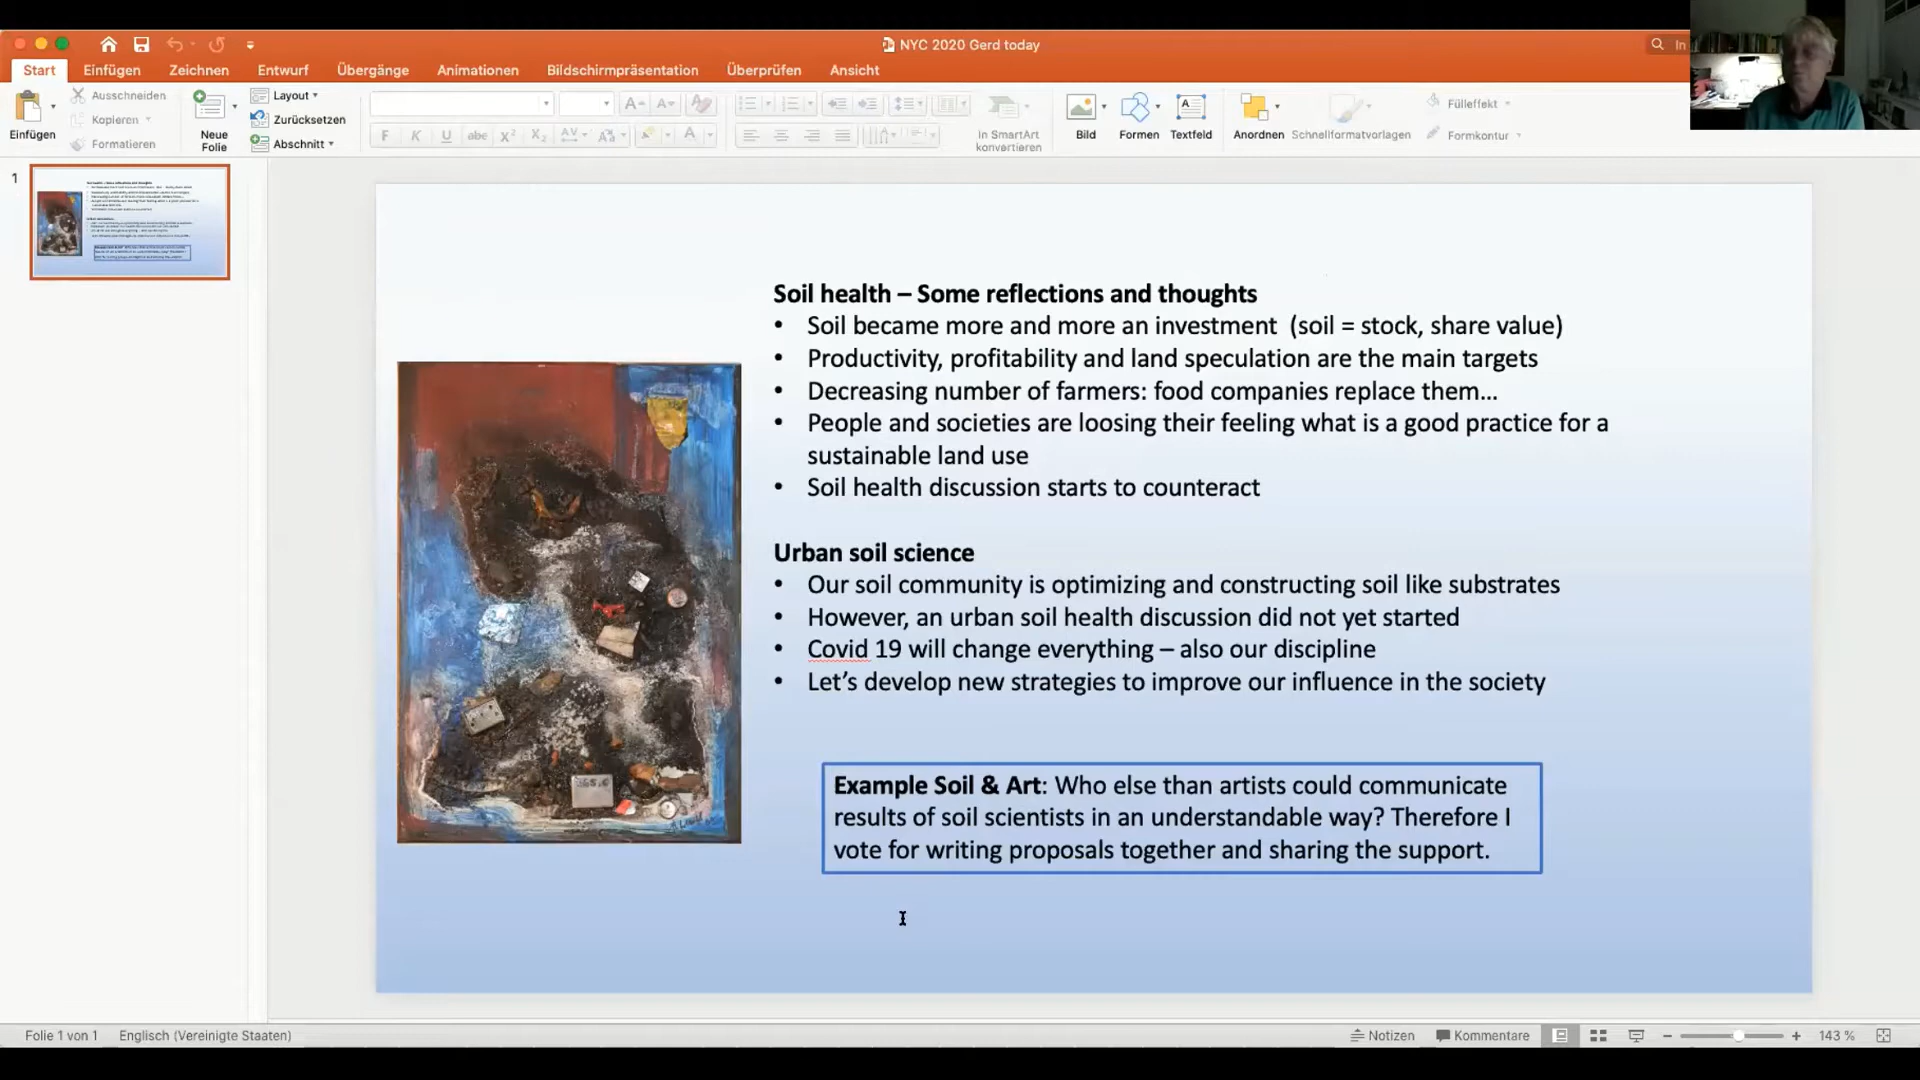 NYC 2020 Gerd today
Start Einfügen Zeichnen Entwurf Übergänge Animationen Bildschirmpräsentation Überprüfen Ansicht
Einfügen
Ausschneiden
Kopieren
Formatieren
Neue
Folie
Layout
Zurücksetzen
Abschnitt
In SmartArt
konvertieren
Bild
Formen
Textfeld
Anordnen
Schnellformatvorlagen
Fülleffekt
Formkontur
1
Soil health – Some reflections and thoughts
• Soil became more and more an investment (soil = stock, share value)
• Productivity, profitability and land speculation are the main targets
• Decreasing number of farmers: food companies replace them...
• People and societies are loosing their feeling what is a good practice for a
sustainable land use
• Soil health discussion starts to counteract
Urban soil science
• Our soil community is optimizing and constructing soil like substrates
• However, an urban soil health discussion did not yet started
• Covid 19 will change everything – also our discipline
• Let's develop new strategies to improve our influence in the society
Example Soil & Art: Who else than artists could communicate
results of soil scientists in an understandable way? Therefore I
vote for writing proposals together and sharing the support.
Folie 1 von 1 Englisch (Vereinigte Staaten)
Notizen Kommentare 143 %